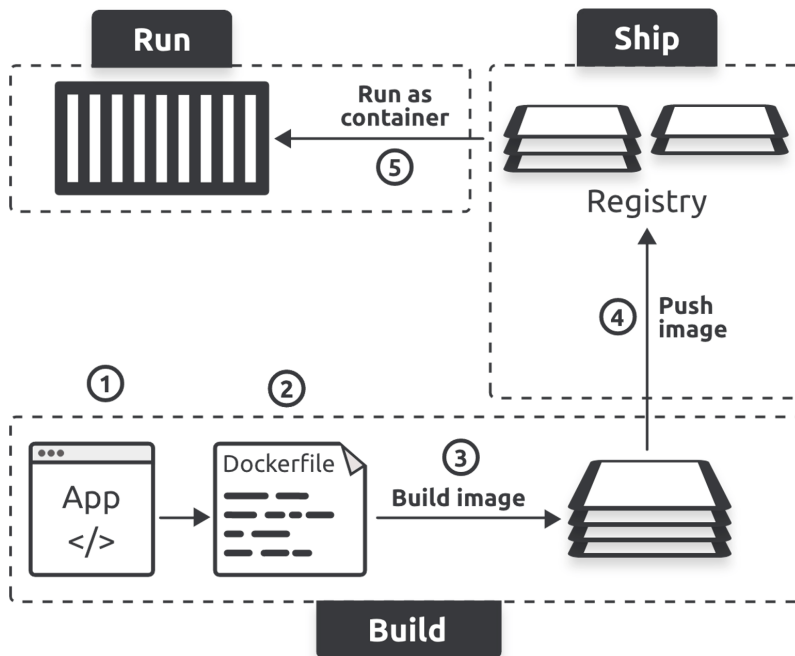 Run
Ship
Run as
container
5
Registry
4
Push
image
1
2
3
App
</>
Dockerfile
Build image
Build